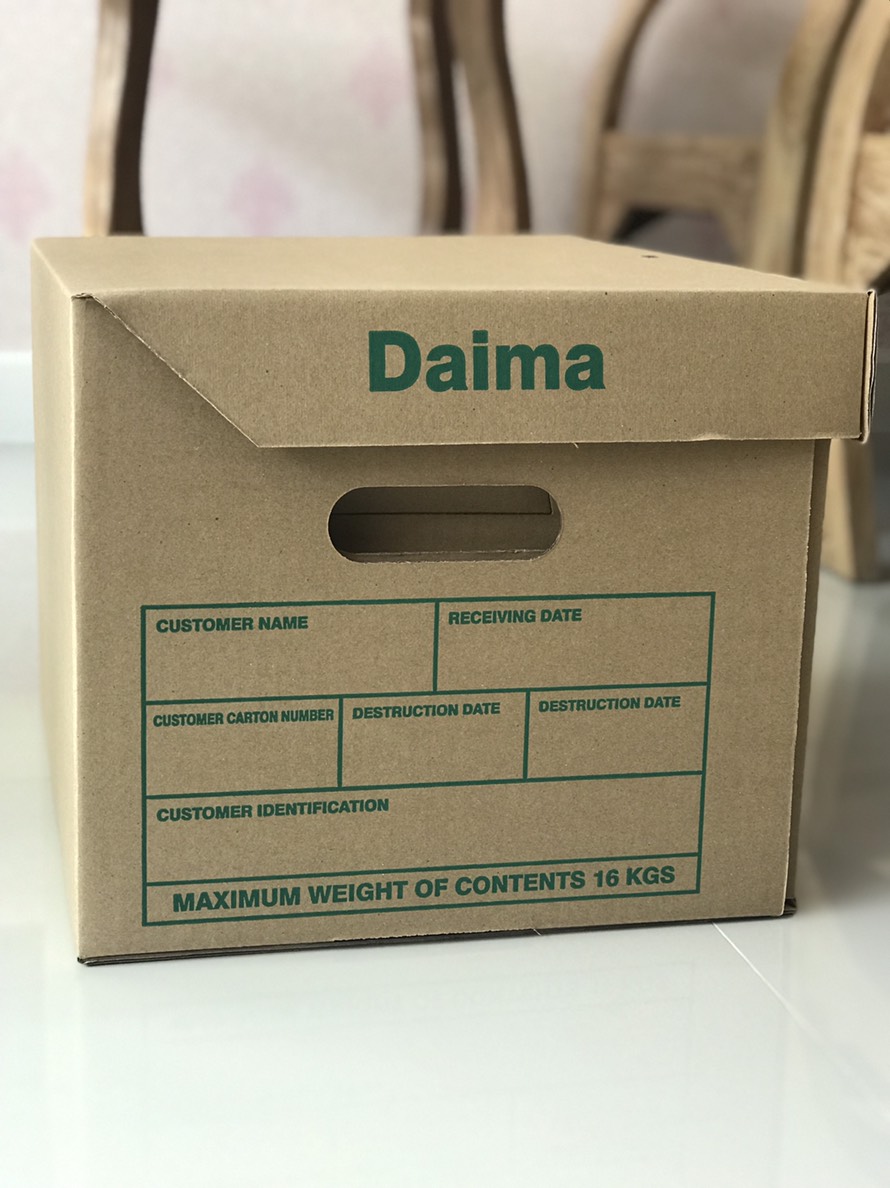 Daima
CUSTOMER NAME
RECEIVING DATE
CUSTOMER CARTON NUMBER
DESTRUCTION DATE
DESTRUCTION DATE
CUSTOMER IDENTIFICATION
MAXIMUM WEIGHT OF CONTENTS 16 KGS